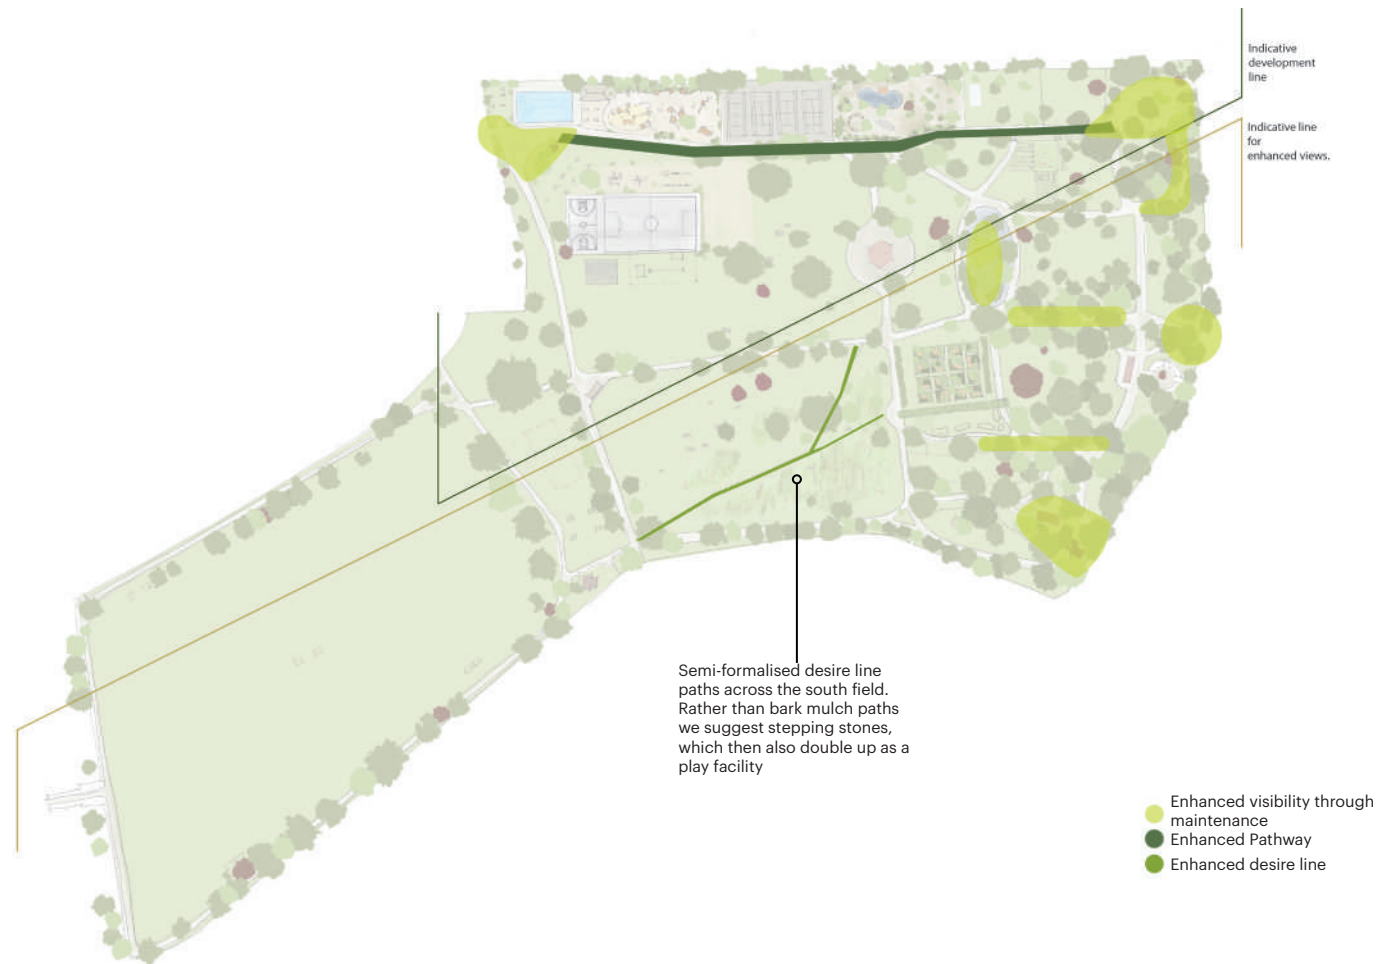 Indicative
development
line
Indicative line
for
enhanced views.
Semi-formalised desire line
paths across the south field.
Rather than bark mulch paths
we suggest stepping stones,
which then also double up as a
play facility
Enhanced visibility through
maintenance
Enhanced Pathway
Enhanced desire line